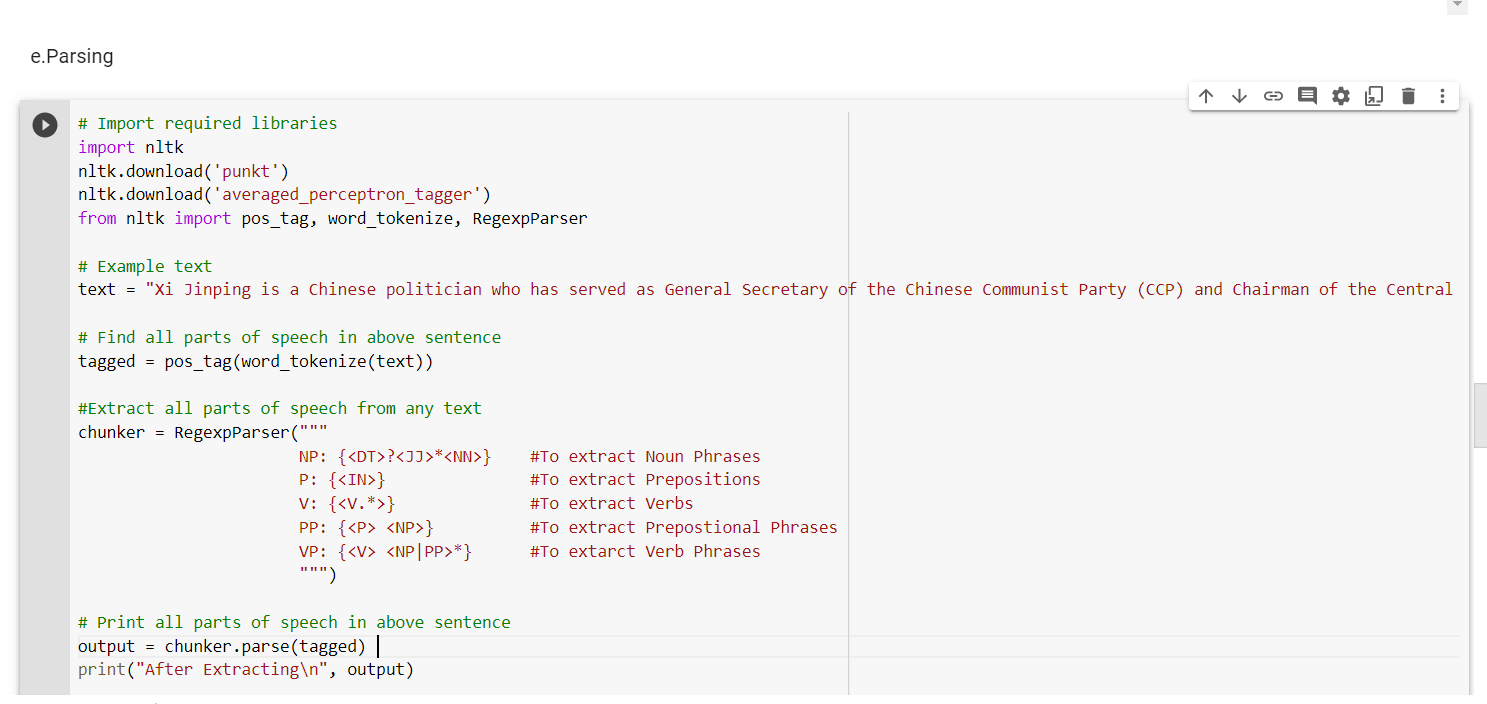 e.Parsing
# Import required libraries
import nltk
nltk.download('punkt')
nltk.download('averaged_perceptron_tagger')
from nltk import pos_tag, word_tokenize, RegexpParser
# Example text
text = "Xi Jinping is a Chinese politician who has served as General Secretary of the Chinese Communist Party (CCP) and Chairman of the Central
# Find all parts of speech in above sentence
tagged = pos_tag(word_tokenize(text))
#Extract all parts of speech from any text
chunker = RegexpParser("""
NP: {<DT>?<JJ>*<NN>} #To extract Noun Phrases
P: {<IN>} #To extract Prepositions
V: {<V.*>} #To extract Verbs
PP: {<P> <NP>} #To extract Prepostional Phrases
VP: {<V> <NP|PP>*} #To extarct Verb Phrases
""")
# Print all parts of speech in above sentence
output = chunker.parse(tagged)
print("After Extracting\n", output)